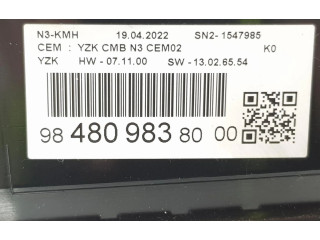 N3-KMH 19.04.2022 SN2- 1547985
CEM : YZK CMB N3 CEM02 K0
YZK HW - 07.11.00 SW - 13.02.65.54
98 480 983 80 00